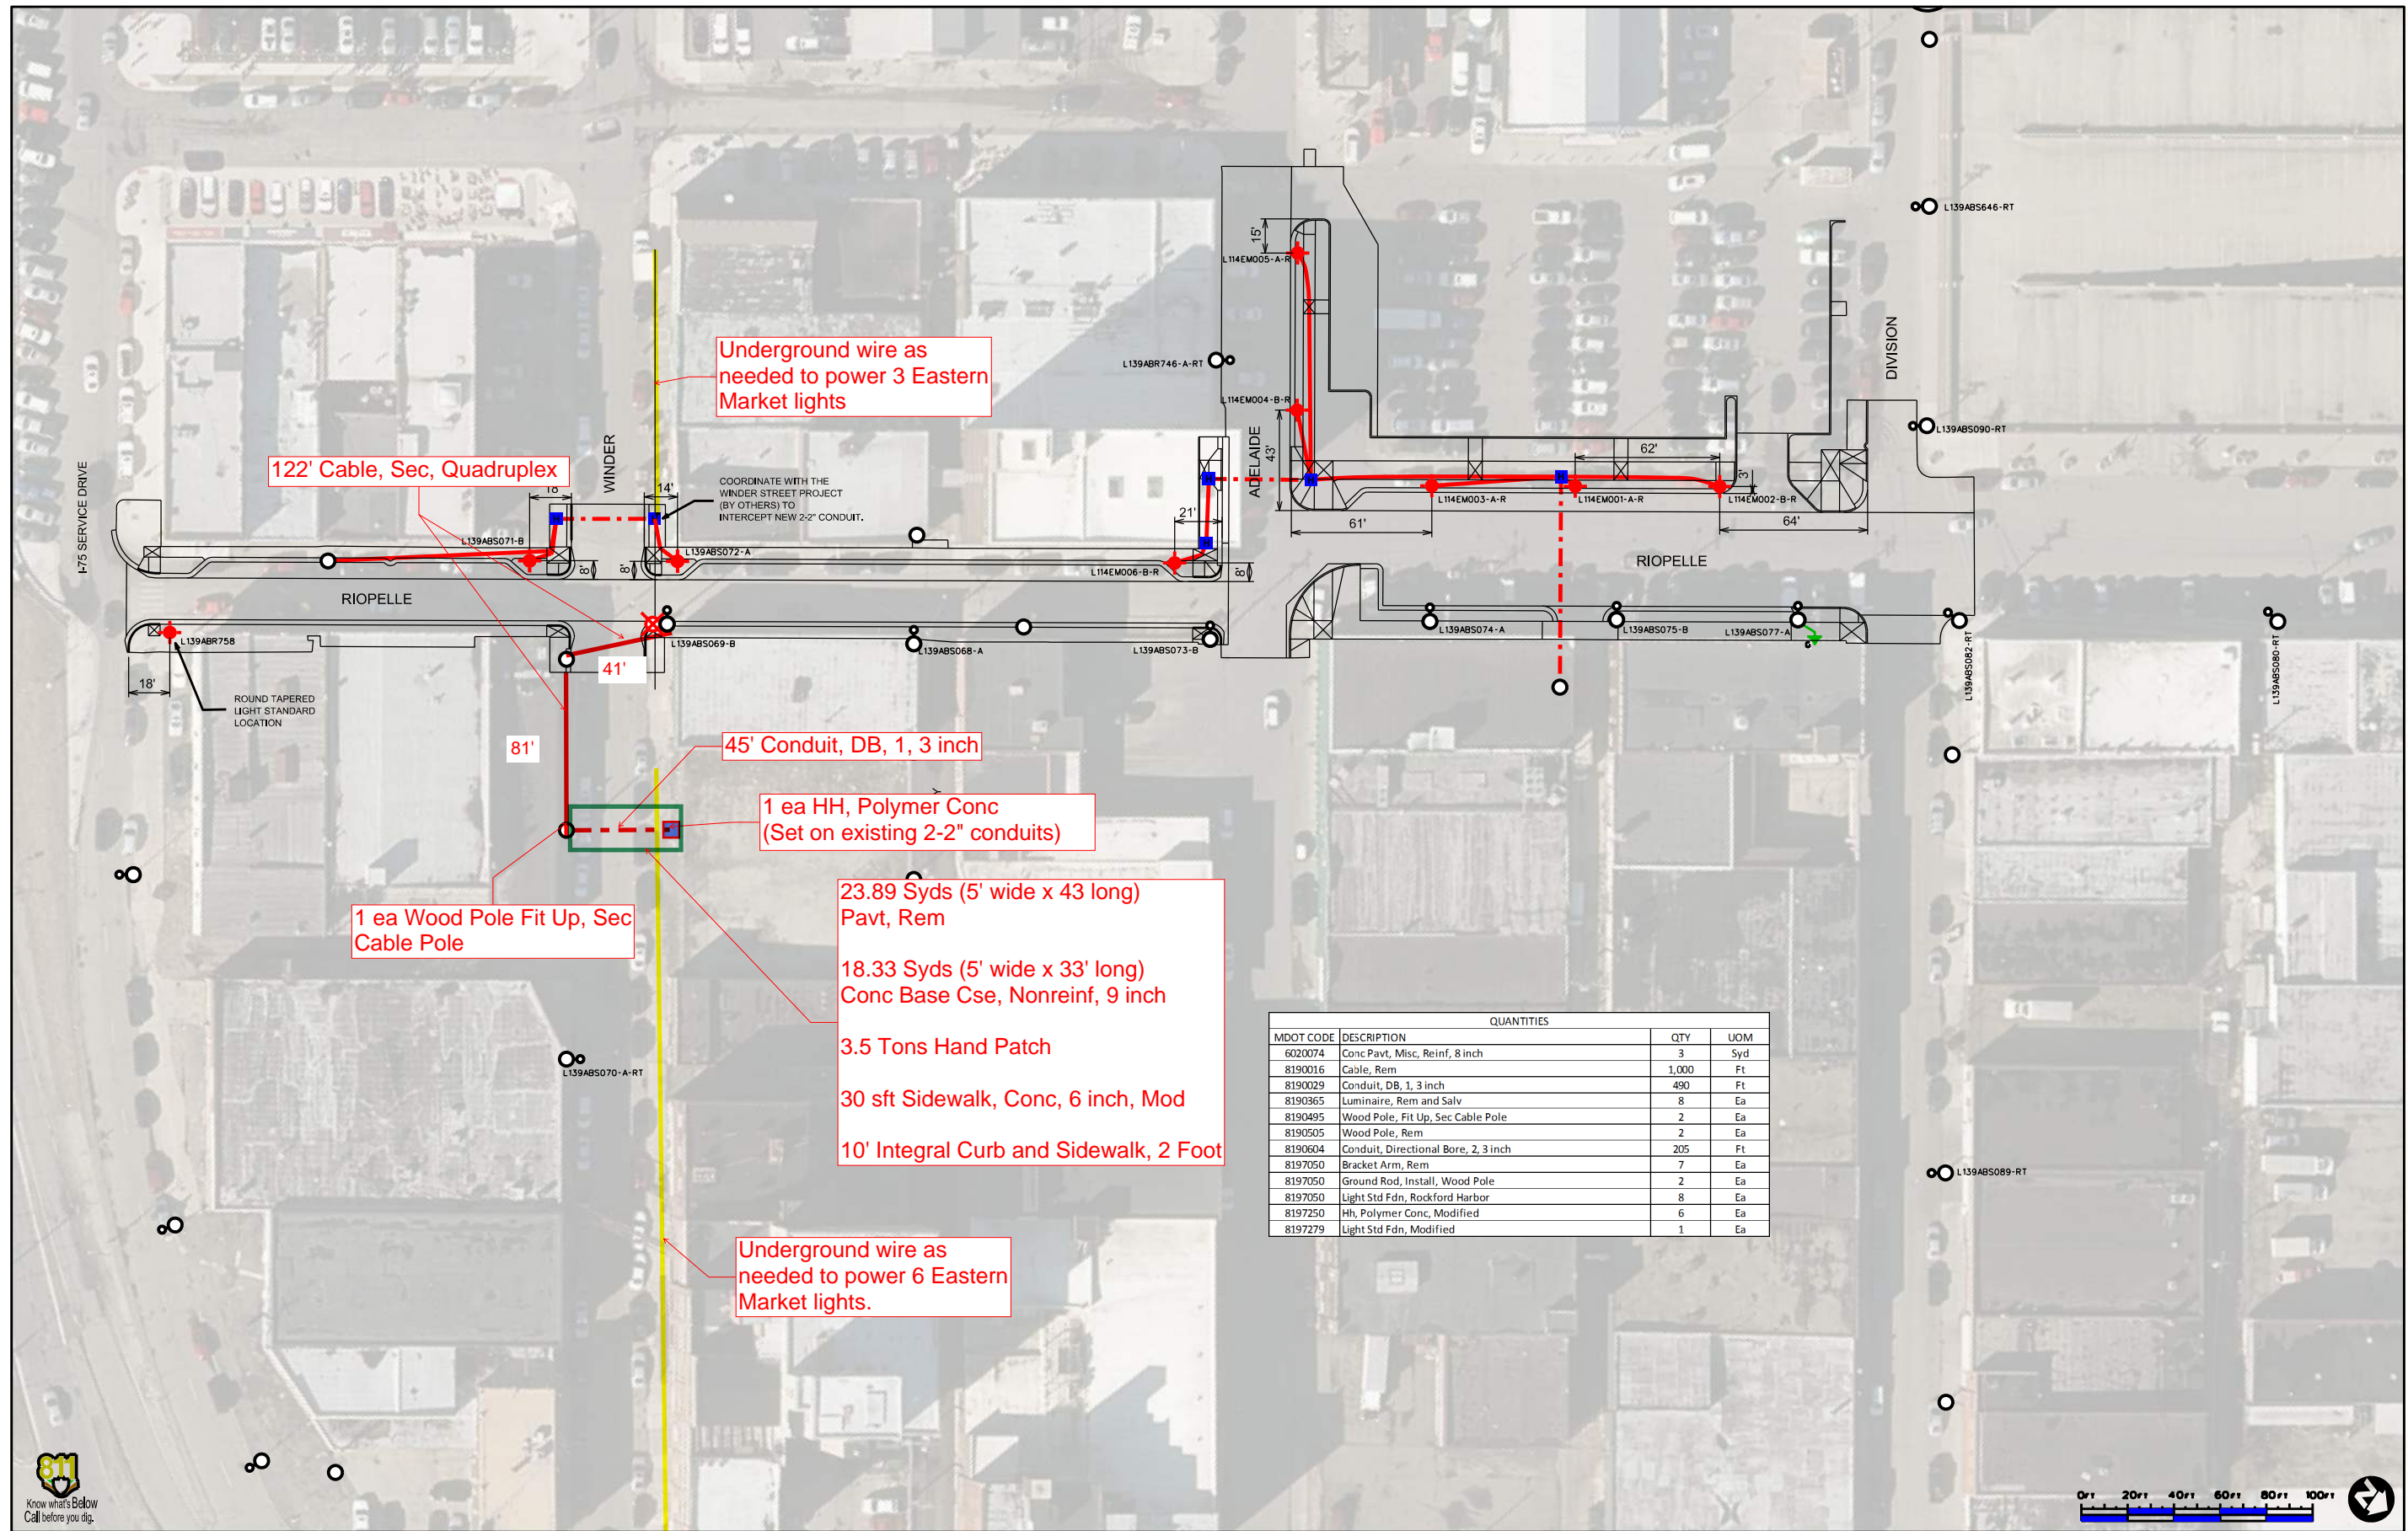 L139ABS646-RT
15'
L114EM005-A-R
Underground wire as
needed to power 3 Eastern
Market lights
L139ABR746-A-RT
DIVISION
L114EM004-B-R
ADELAIDE
43'
L139ABS090-RT
WINDER
I-75 SERVICE DRIVE
122' Cable, Sec, Quadruplex
18'
14'
COORDINATE WITH THE
WINDER STREET PROJECT
(BY OTHERS) TO
INTERCEPT NEW 2-2" CONDUIT.
62'
3'
L114EM003-A-R
L114EM001-A-R
L114EM002-B-R
21'
61'
64'
L139ABS071-B
L139ABS072-A
L114EM006-B-R
8'
8'
8'
RIOPELLE
RIOPELLE
L139ABR758
L139ABS069-B
L139ABS068-A
L139ABS073-B
L139ABS074-A
L139ABS075-B
L139ABS077-A
L139ABS082-RT
L139ABS080-RT
41'
18'
ROUND TAPERED
LIGHT STANDARD
LOCATION
81'
45' Conduit, DB, 1, 3 inch
Y
1 ea HH, Polymer Conc
(Set on existing 2-2" conduits)
1 ea Wood Pole Fit Up, Sec
Cable Pole
23.89 Syds (5' wide x 43 long)
Pavt, Rem
18.33 Syds (5' wide x 33' long)
Conc Base Cse, Nonreinf, 9 inch
3.5 Tons Hand Patch
30 sft Sidewalk, Conc, 6 inch, Mod
10' Integral Curb and Sidewalk, 2 Foot
L139ABS070-A-RT
L139ABS089-RT
Underground wire as
needed to power 6 Eastern
Market lights.
QUANTITIES
MDOT CODE DESCRIPTION QTY UOM
6020074 Conc Pavt, Misc, Reinf, 8 inch 3 Syd
8190016 Cable, Rem 1,000 Ft
8190029 Conduit, DB, 1, 3 inch 490 Ft
8190365 Luminaire, Rem and Salv 8 Ea
8190495 Wood Pole, Fit Up, Sec Cable Pole 2 Ea
8190505 Wood Pole, Rem 2 Ea
8190604 Conduit, Directional Bore, 2, 3 inch 205 Ft
8197050 Bracket Arm, Rem 7 Ea
8197050 Ground Rod, Install, Wood Pole 2 Ea
8197050 Light Std Fdn, Rockford Harbor 8 Ea
8197250 Hh, Polymer Conc, Modified 6 Ea
8197279 Light Std Fdn, Modified 1 Ea
H
H
H
H
H
H
811
Know what's Below
Call before you dig.
0FT 20FT 40FT 60FT 80FT 100FT